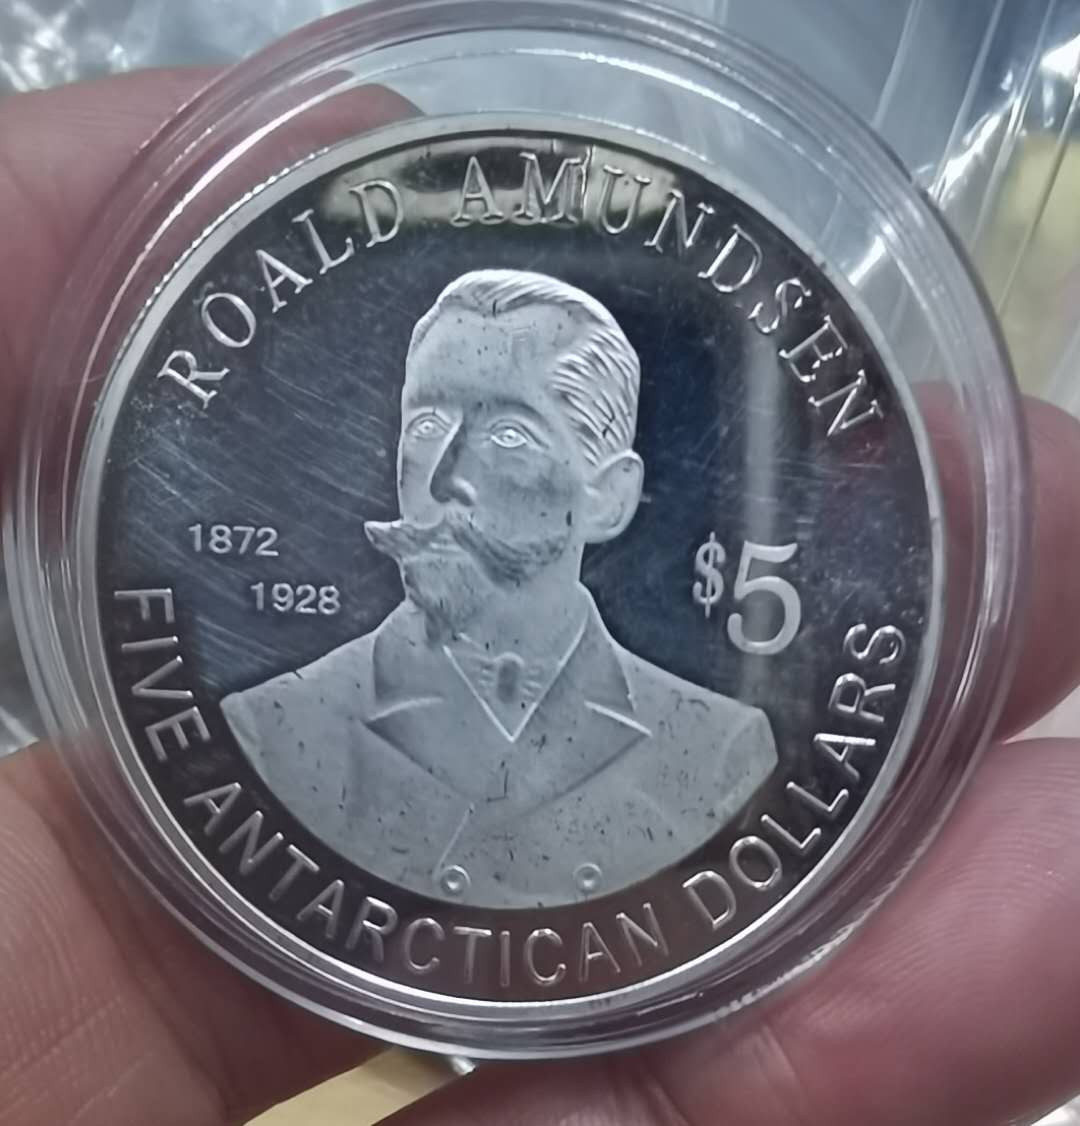 ROALD AMUNDSEN
1872
1928
$5
FIVE ANTARCTICAN DOLLARS